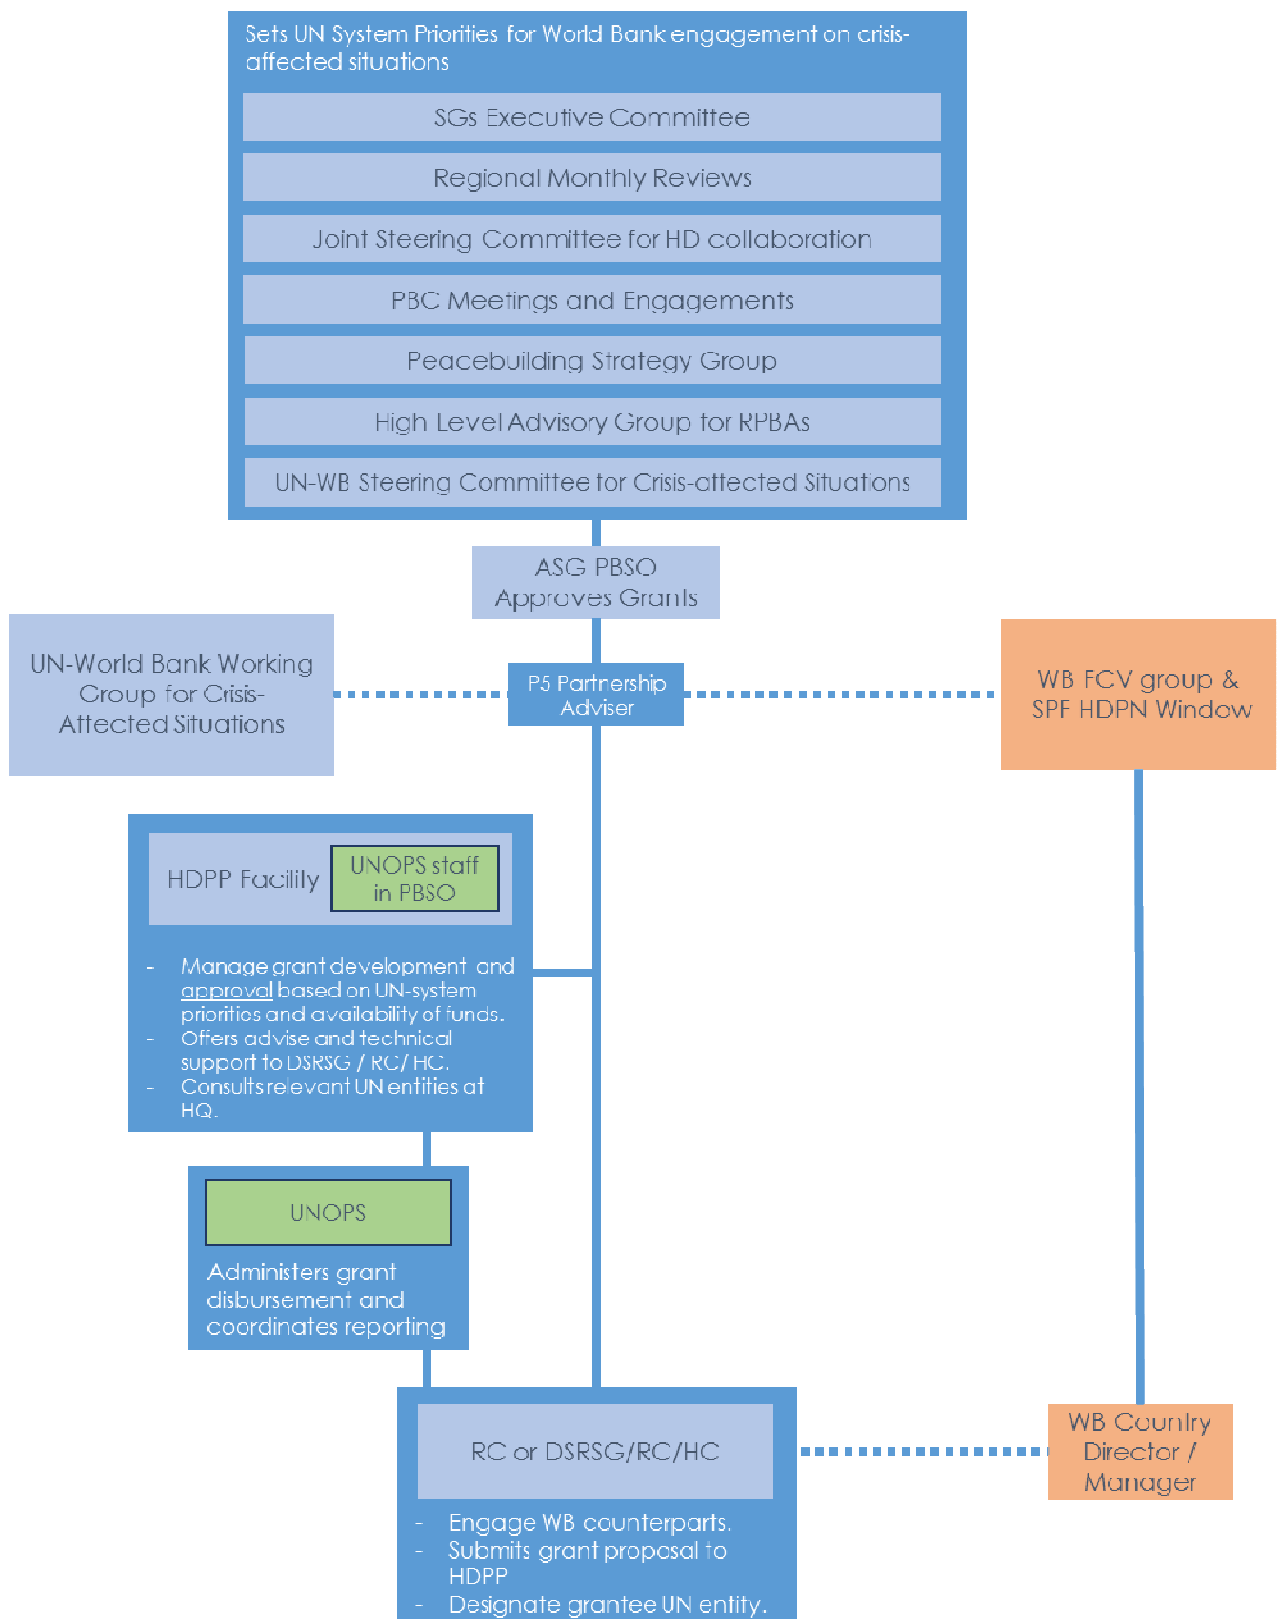 Sets UN System Priorities for World Bank engagement on crisis-
affected situations
SGs Executive Committee
Regional Monthly Reviews
Joint Steering Committee for HD collaboration
PBC Meetings and Engagements
Peacebuilding Strategy Group
High Level Advisory Group for RPBAs
UN-WB Steering Committee for Crisis-affected Situations
ASG PBSO
Approves Grants
UN-World Bank Working
Group for Crisis-
Affected Situations
P5 Partnership
Adviser
WB FCV group &
SPF HDPN Window
HDPP Facility
UNOPS staff
in PBSO
- Manage grant development and
approval based on UN-system
priorities and availability of funds.
- Offers advise and technical
support to DSRSG / RC/ HC.
- Consults relevant UN entities at
HQ.
UNOPS
Administers grant
disbursement and
coordinates reporting
RC or DSRSG/RC/HC
WB Country
Director /
Manager
- Engage WB counterparts.
- Submits grant proposal to
HDPP
- Designate grantee UN entity.